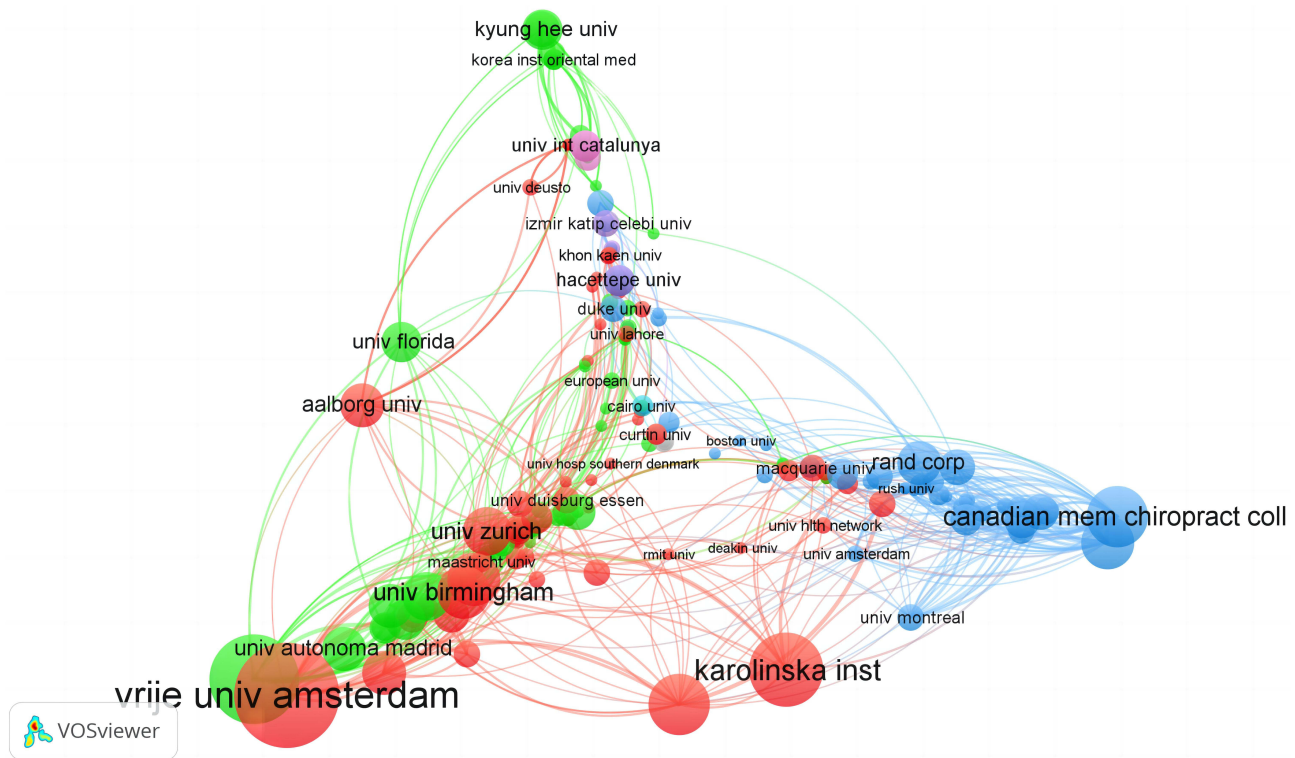 kyung hee univ
korea inst oriental med
univ int catalunya
univ deusto
izmir katip celebi univ
khon kaen univ
hacettepe univ
duke univ
univ lahore
univ florida
european univ
aalborg univ
cairo univ
curtin univ
boston univ
univ hosp southern denmark
macquarie univ
rand corp
rush univ
univ duisburg essen
canadian mem chiropract coll
univ zurich
univ hlth network
maastricht univ
rmit univ
deakin univ
univ amsterdam
univ birmingham
univ montreal
univ autonoma madrid
karolinska inst
vrije univ amsterdam
VOSviewer